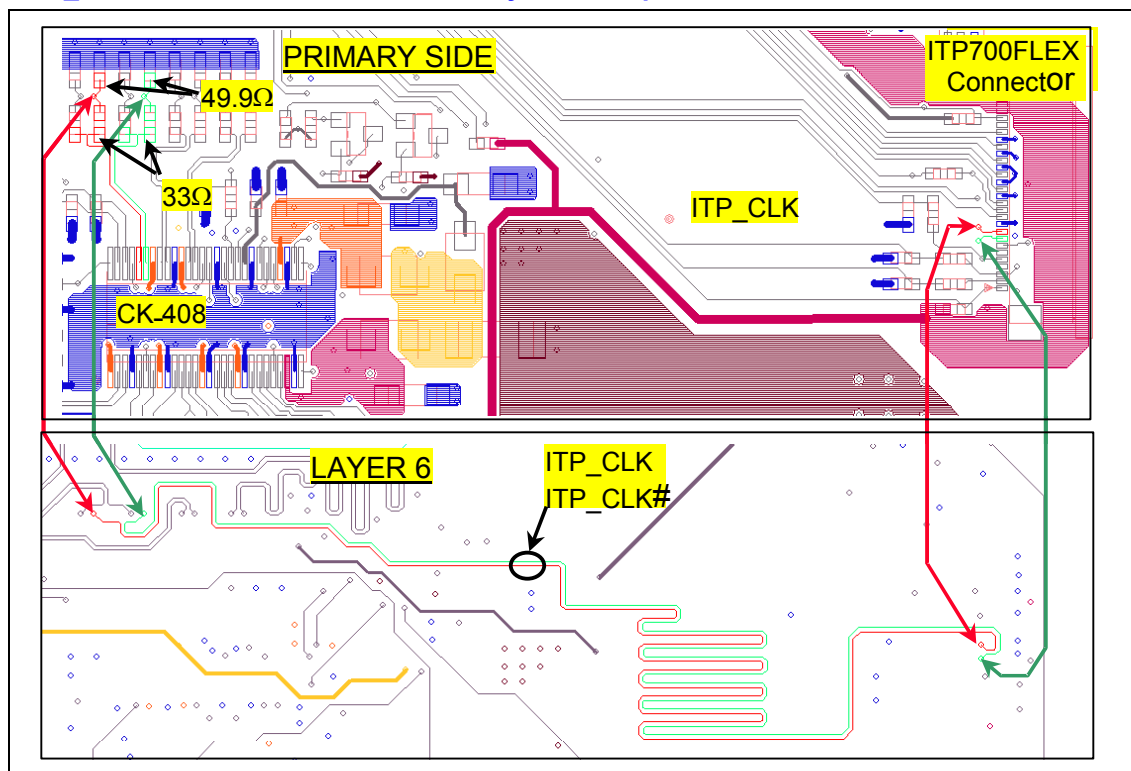 PRIMARY SIDE
ITP700FLEX
Connector
49.9Ω
33Ω
ITP_CLK
CK-408
LAYER 6
ITP_CLK
ITP_CLK#